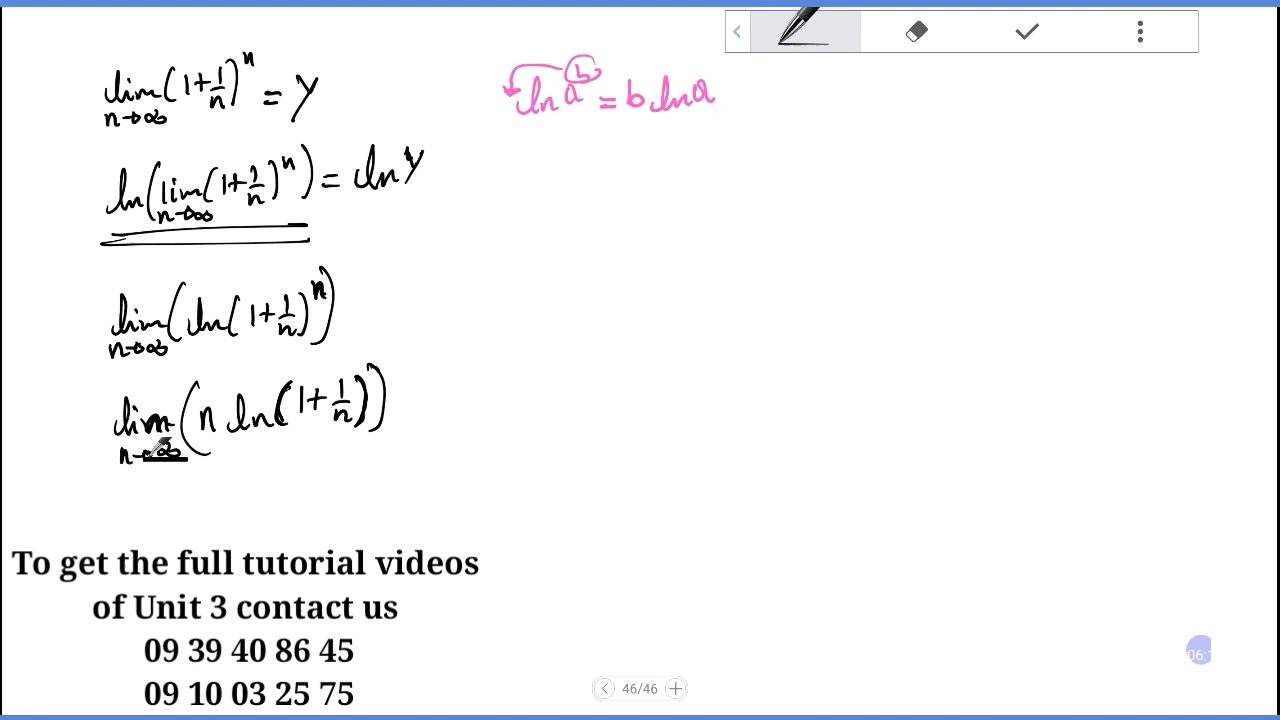 lim (1+1/n)^n = y
n→∞
ln a^b = b ln a
ln(lim (1+1/n)^n) = ln y
n→∞
lim (ln(1+1/n)^n)
n→∞
lim (n ln(1+1/n))
n→∞
To get the full tutorial videos
of Unit 3 contact us
09 39 40 86 45
09 10 03 25 75
46/46